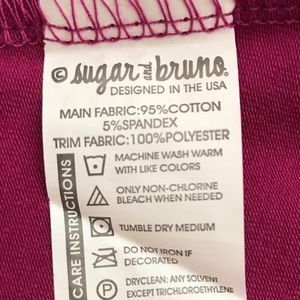 © sugar and bruno.
DESIGNED IN THE USA
MAIN FABRIC:95%COTTON
5%SPANDEX
TRIM FABRIC:100%POLYESTER
CARE INSTRUCTIONS
MACHINE WASH WARM
WITH LIKE COLORS
ONLY NON-CHLORINE
BLEACH WHEN NEEDED
TUMBLE DRY MEDIUM
DO NOT IRON IF
DECORATED
DRYCLEAN: ANY SOLVENT
EXCEPT TRICHLOROETHYLENE